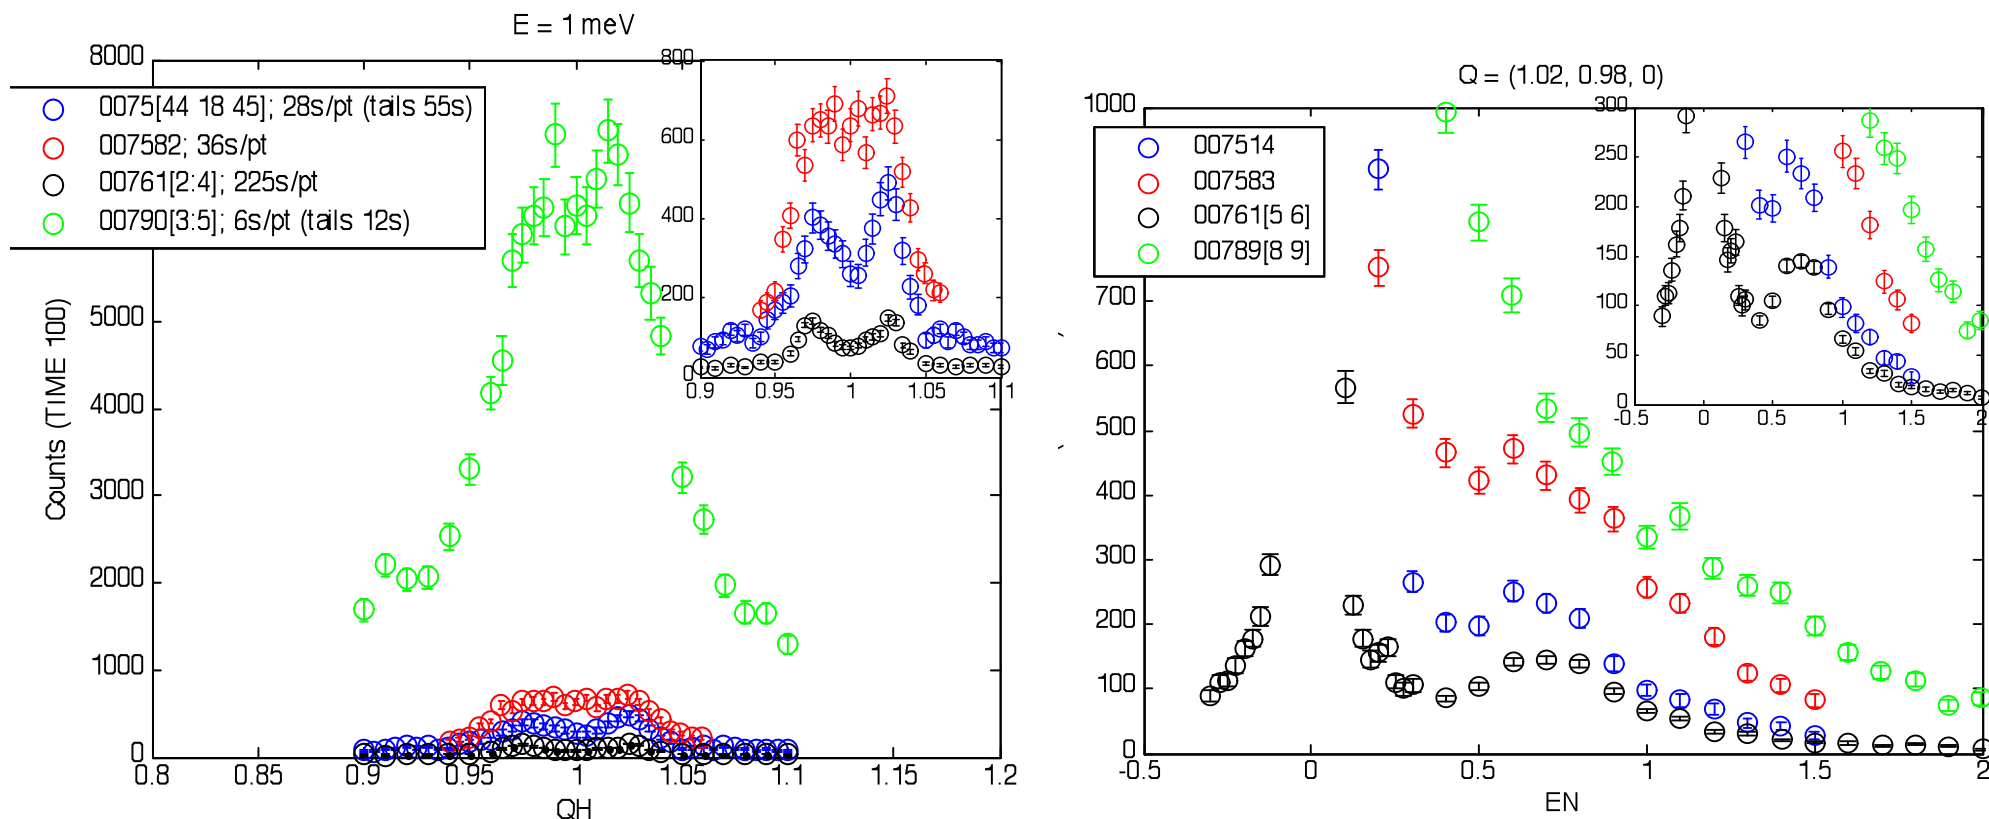 E = 1 meV
8000
0075[44 18 45]; 28s/pt (tails 55s)
007582; 36s/pt
00761[2:4]; 225s/pt
00790[3:5]; 6s/pt (tails 12s)
5000
4000
3000
2000
1000
0
Counts (TIME 100)
0.8 0.85 0.9 0.95 1 1.05 1.1 1.15 1.2
QH
800
600
400
200
0
0.9 0.95 1 1.05 1.1
Q = (1.02, 0.98, 0)
1000
007514
007583
00761[5 6]
00789[8 9]
700
600
500
400
300
200
100
0
-0.5 0 0.5 1 1.5 2
EN
300
250
200
150
100
50
0
-0.5 0 0.5 1 1.5 2